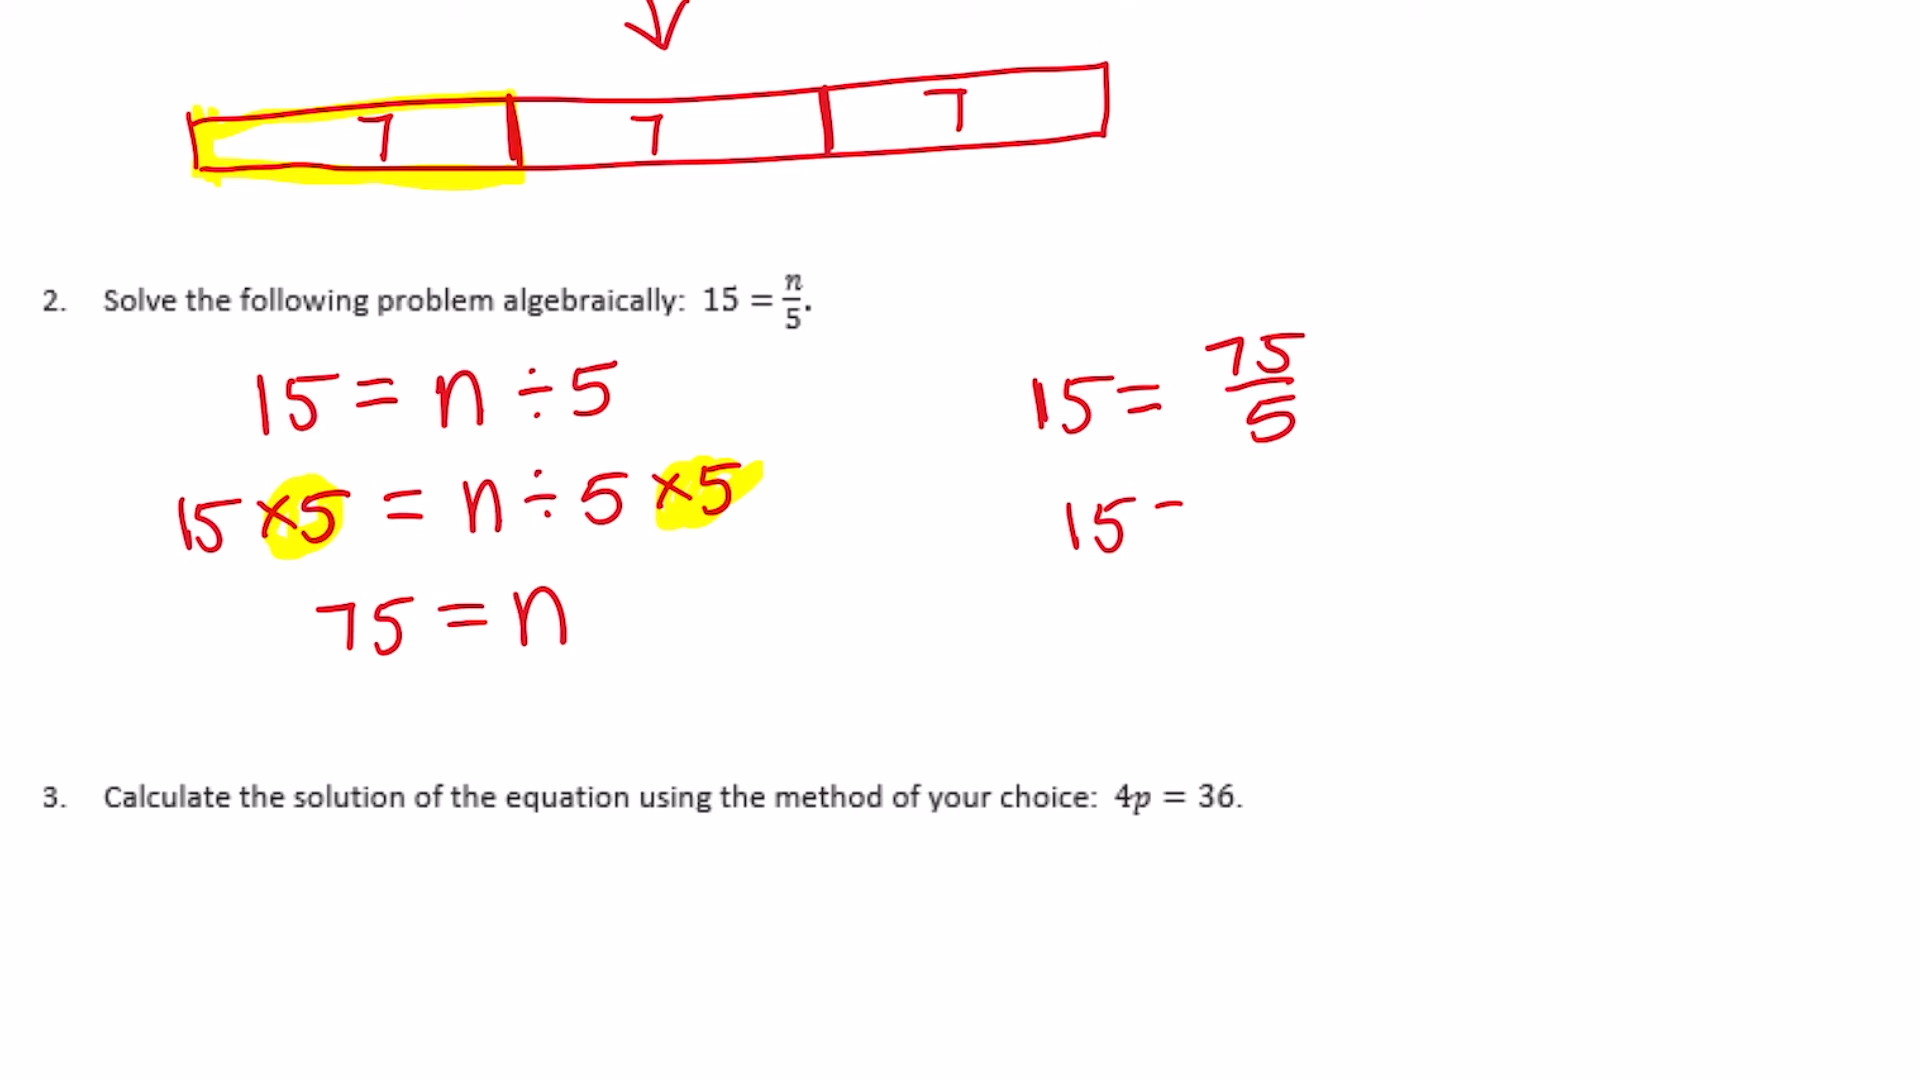 7 7 7
2. Solve the following problem algebraically: 15 = n/5.
15 = n ÷ 5
15 × 5 = n ÷ 5 × 5
75 = n
15 = 75/5
15 -
3. Calculate the solution of the equation using the method of your choice: 4p = 36.